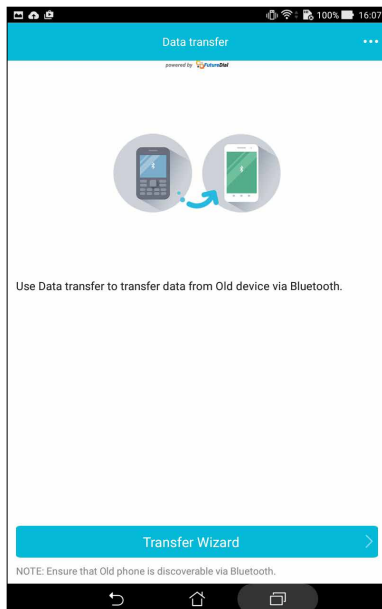 100% 16:07
Data transfer
powered by FutureDial
Use Data transfer to transfer data from Old device via Bluetooth.
Transfer Wizard
NOTE: Ensure that Old phone is discoverable via Bluetooth.